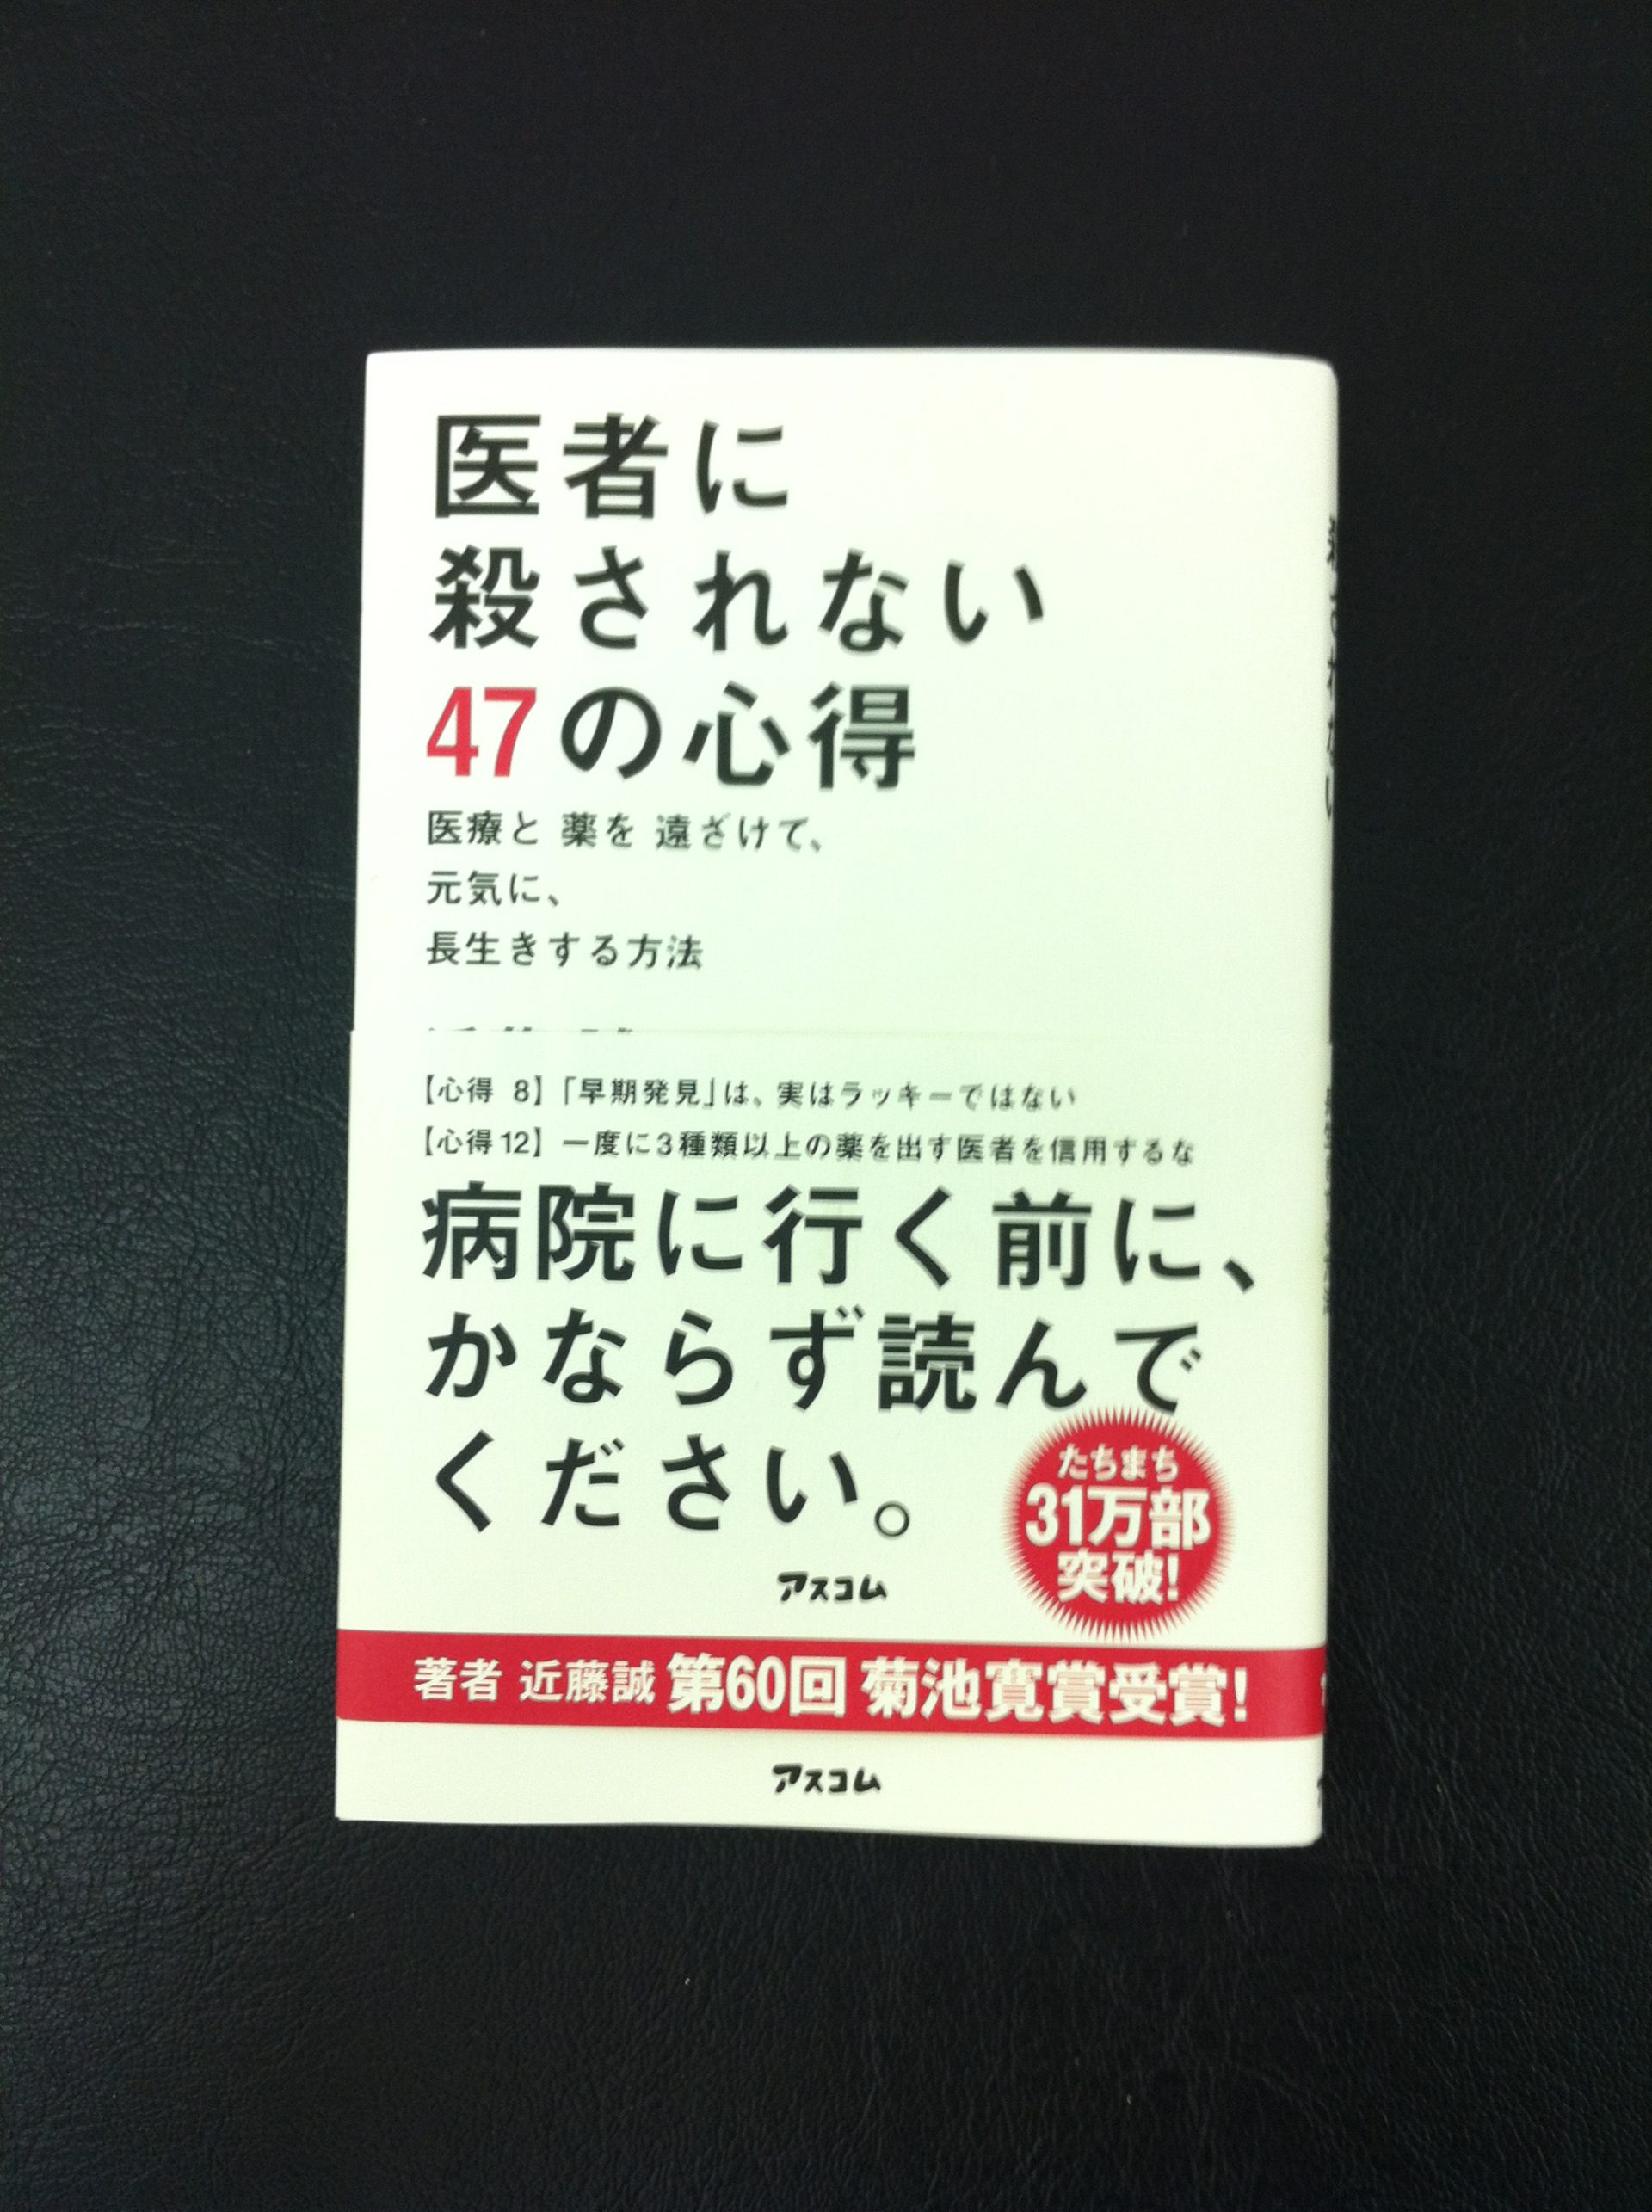 医者に
殺されない
47の心得
医療と 薬を 遠ざけて、
元気に、
長生きする方法
【心得 8】「早期発見」は、実はラッキーではない
【心得12】一度に3種類以上の薬を出す医者を信用するな
病院に行く前に、
かならず読んで
ください。
たちまち
31万部
突破!
アスコム
著者 近藤誠 第60回 菊池寛賞受賞!
アスコム